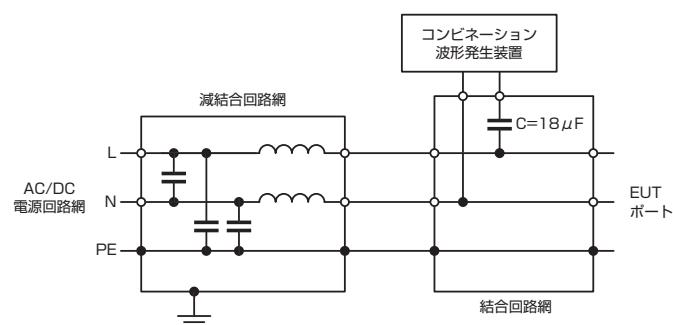 コンビネーション
波形発生装置
減結合回路網
C=18μF
L
AC/DC
電源回路網
N
EUT
ポート
PE
結合回路網